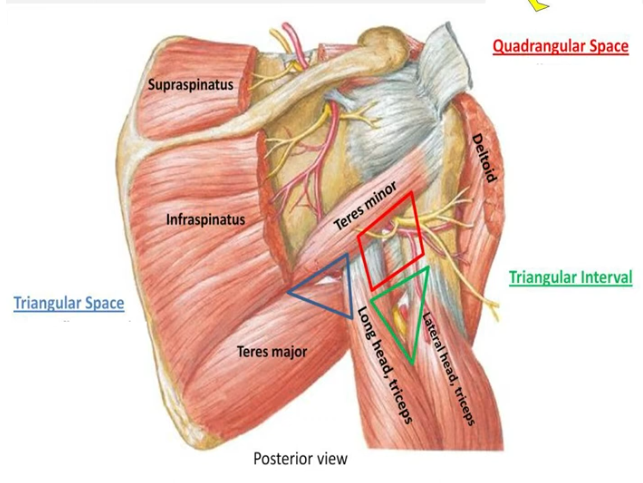 Quadrangular Space
Supraspinatus
Deltoid
Teres minor
Infraspinatus
Triangular Interval
Triangular Space
Teres major
Long head, triceps
Lateral head, triceps
Posterior view